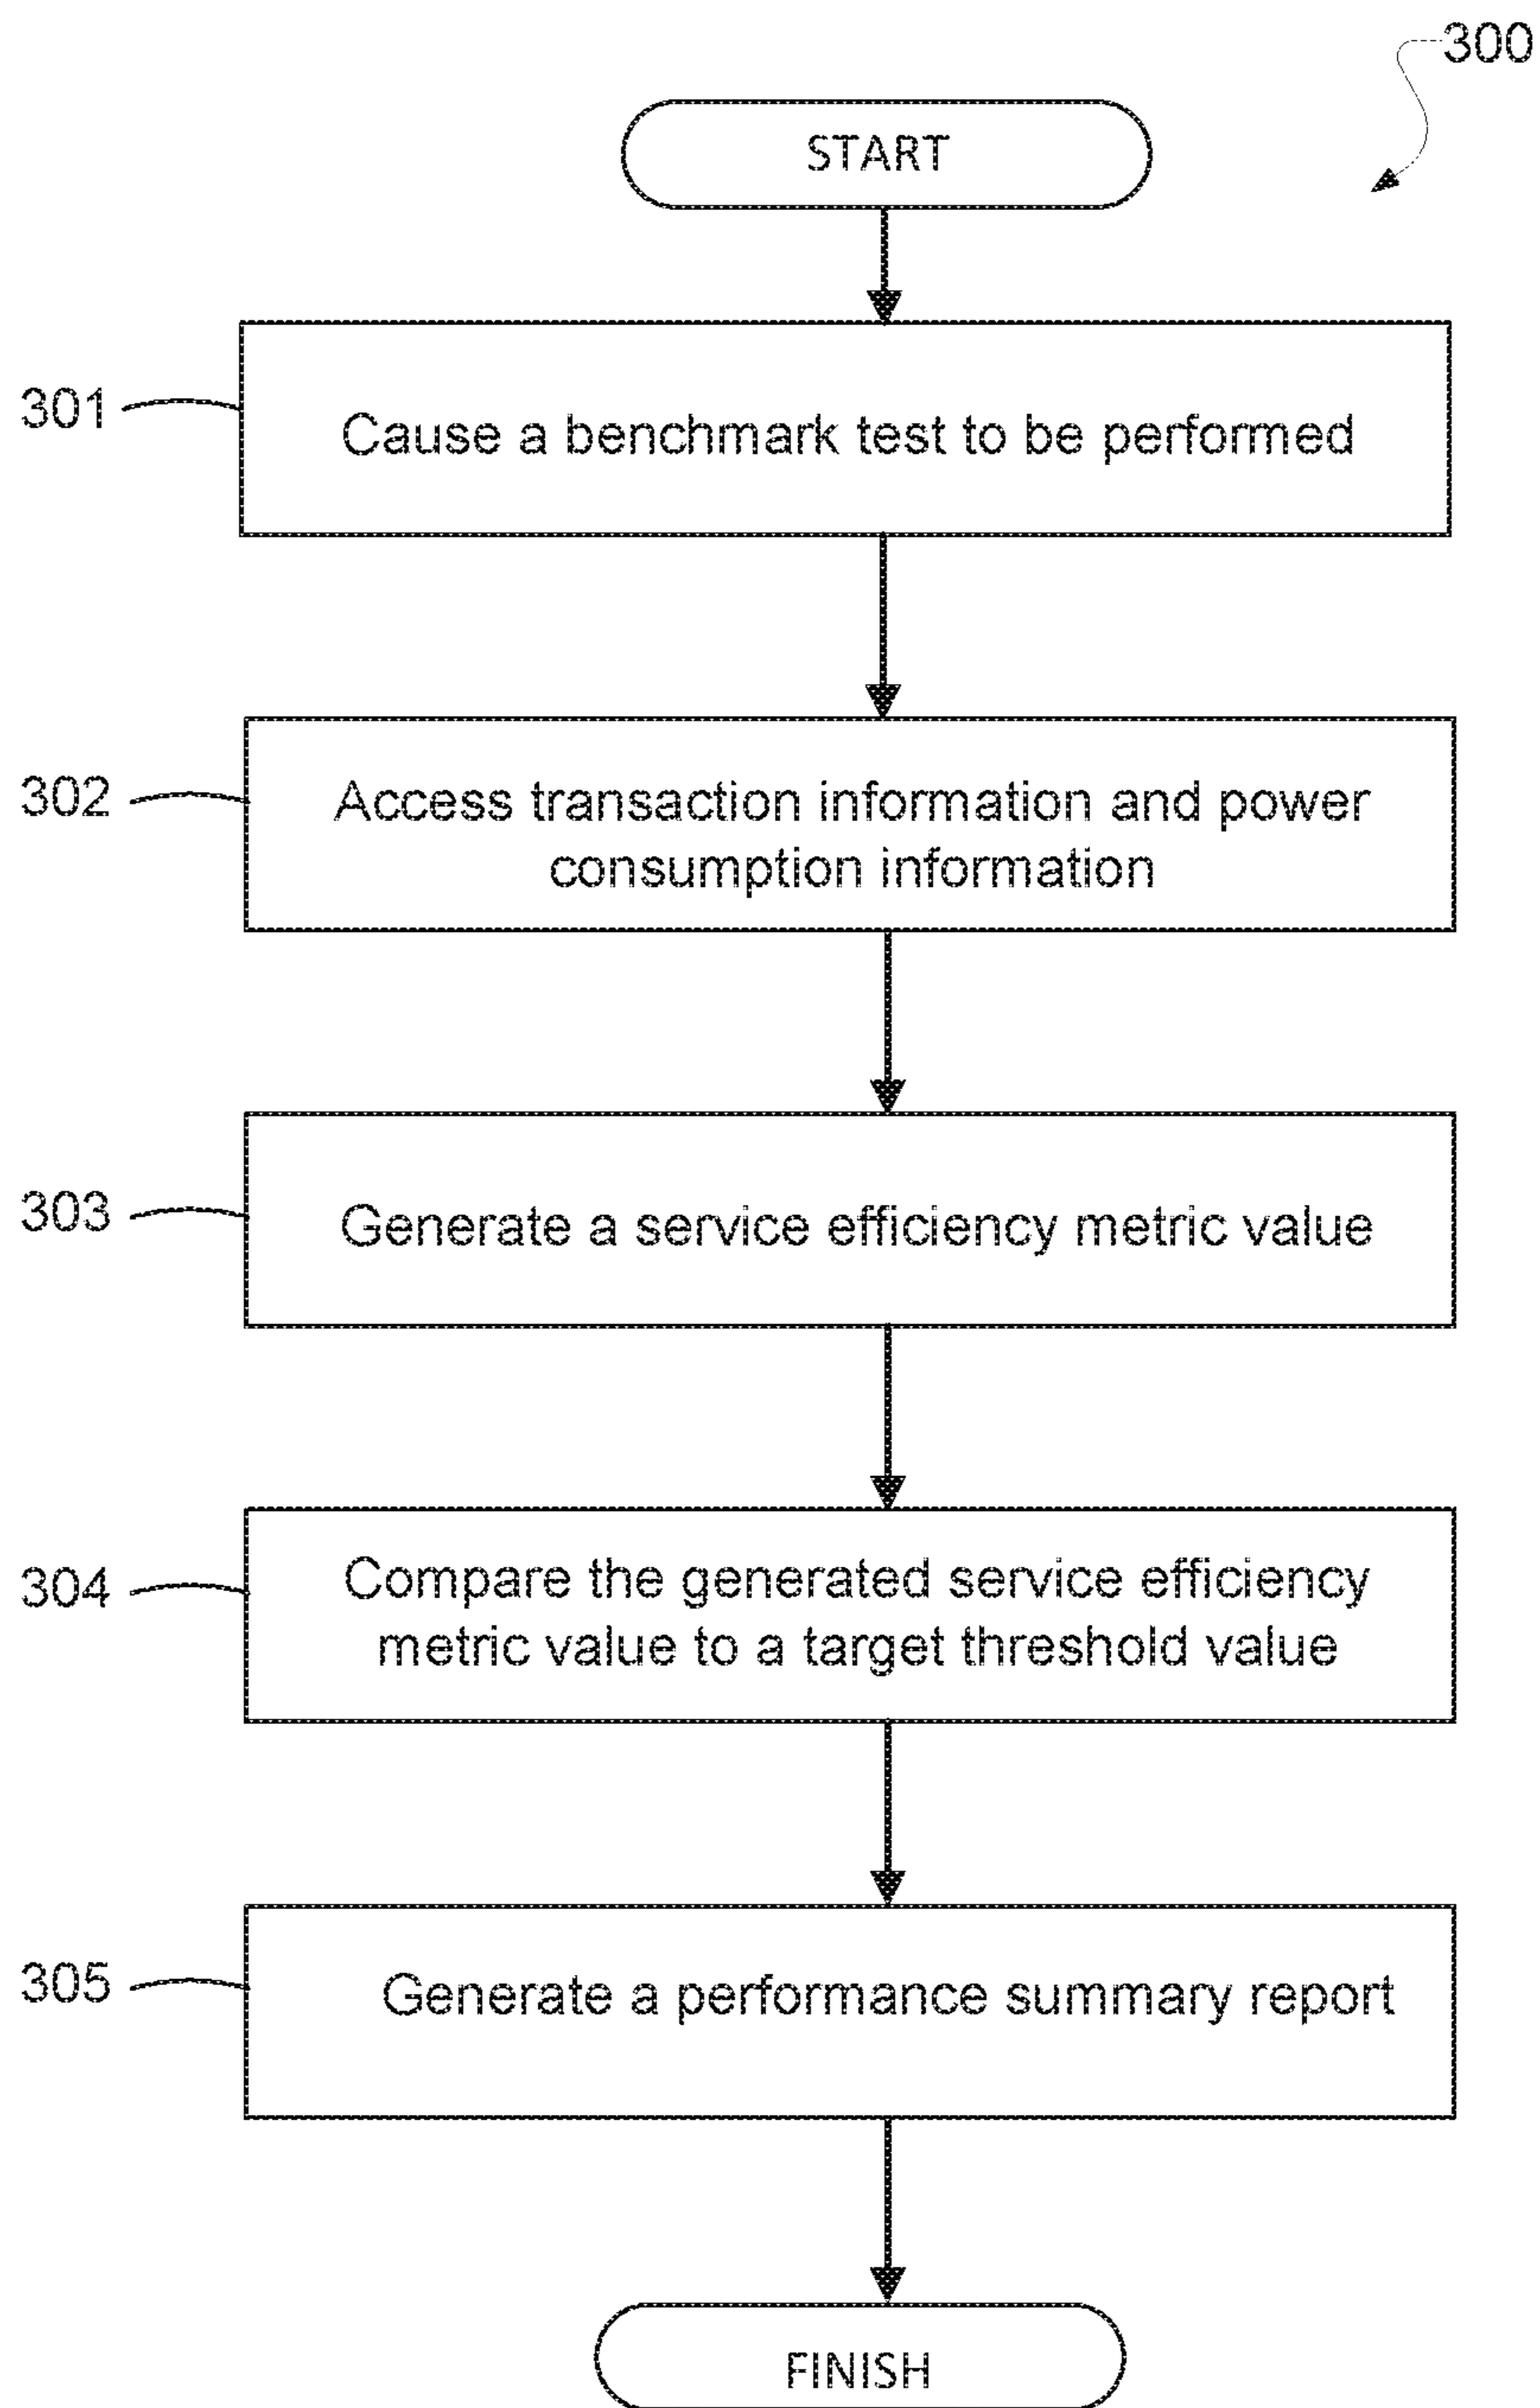 300
START
301
Cause a benchmark test to be performed
302
Access transaction information and power
consumption information
303
Generate a service efficiency metric value
304
Compare the generated service efficiency
metric value to a target threshold value
305
Generate a performance summary report
FINISH